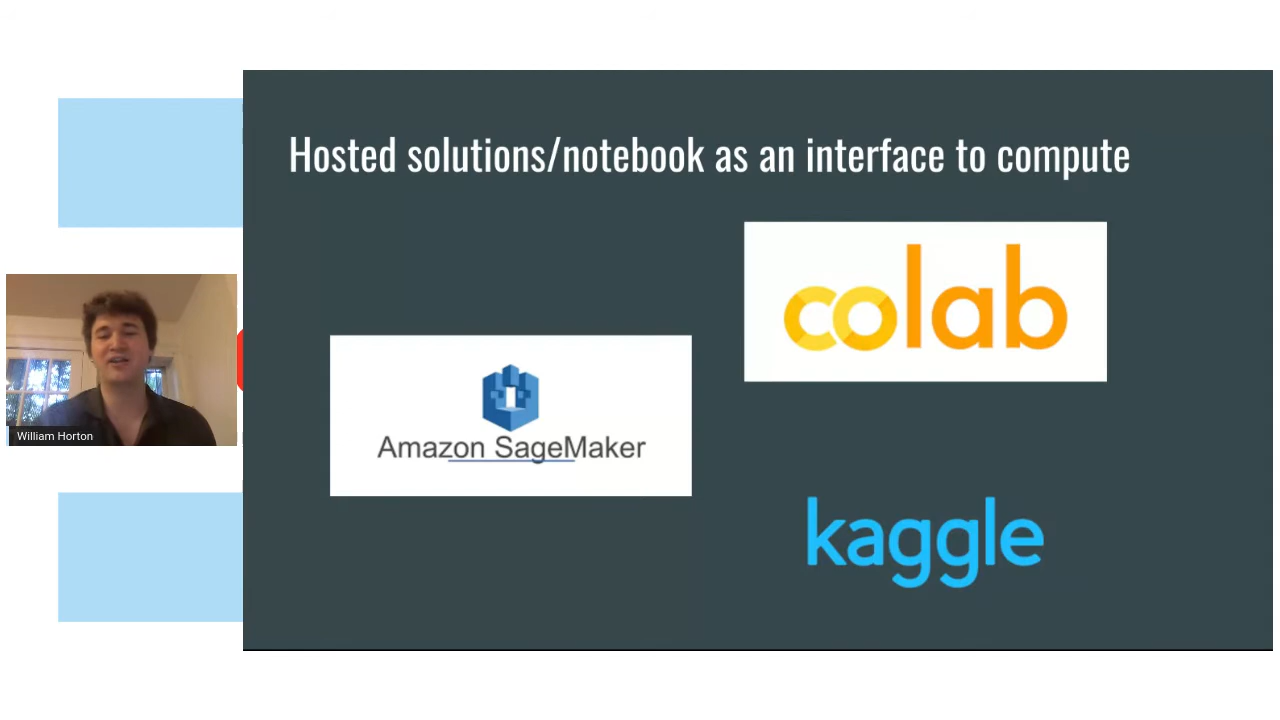 Hosted solutions/notebook as an interface to compute
colab
Amazon SageMaker
William Horton
kaggle